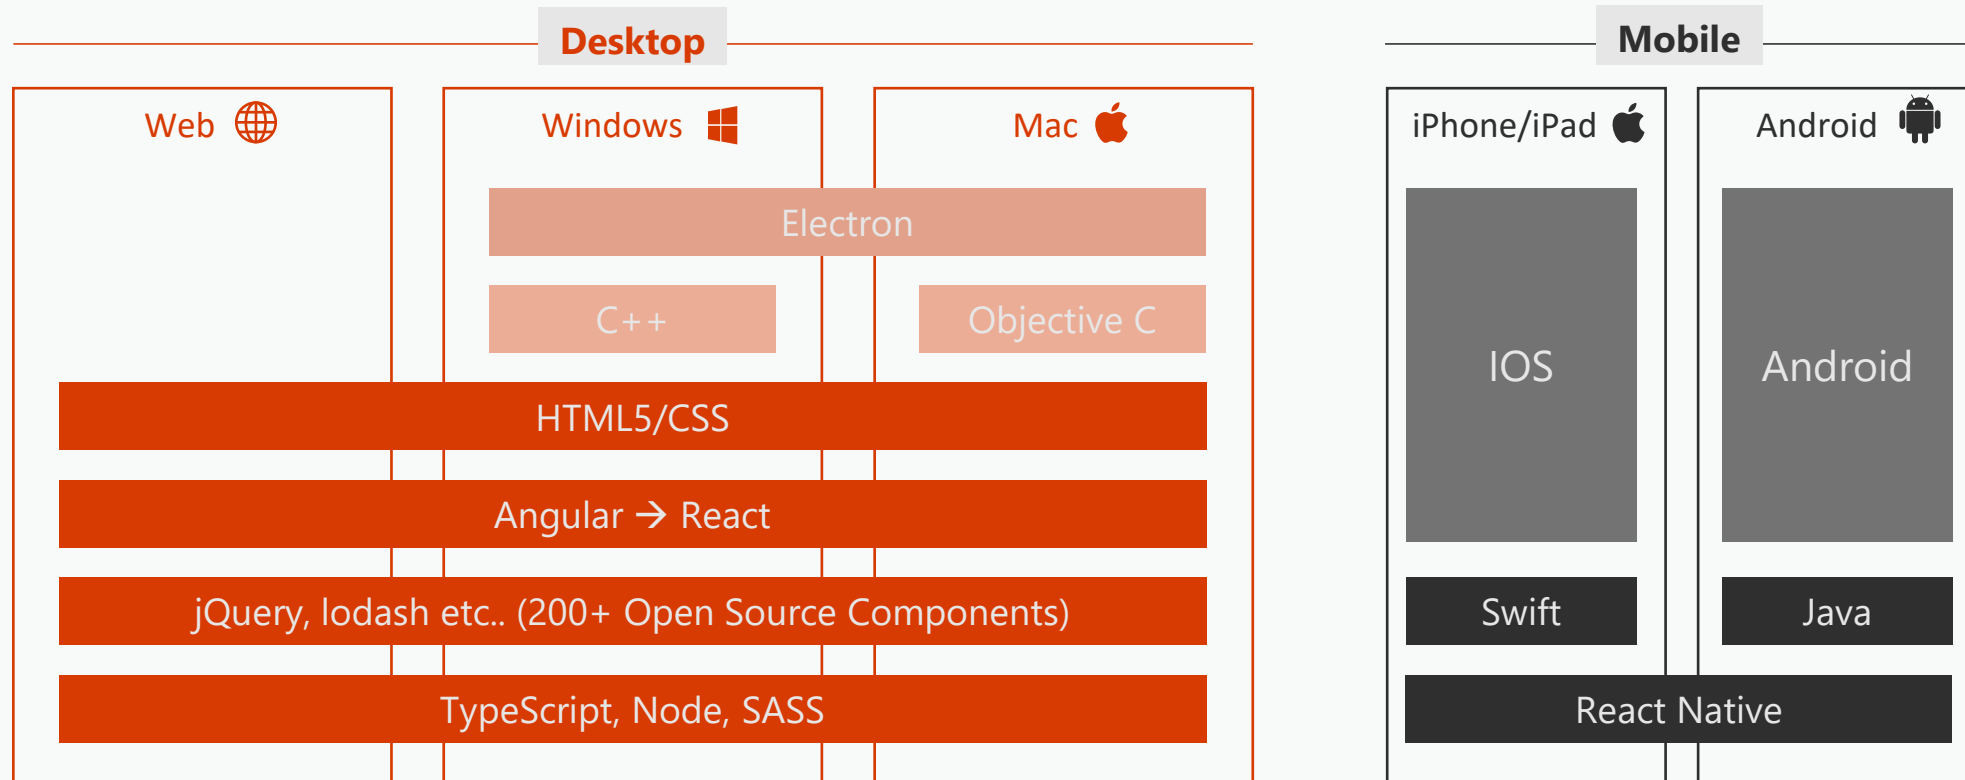 Desktop
Mobile
Web
Windows
Mac
iPhone/iPad
Android
Electron
C++
Objective C
IOS
Android
HTML5/CSS
Angular → React
jQuery, lodash etc.. (200+ Open Source Components)
Swift
Java
TypeScript, Node, SASS
React Native